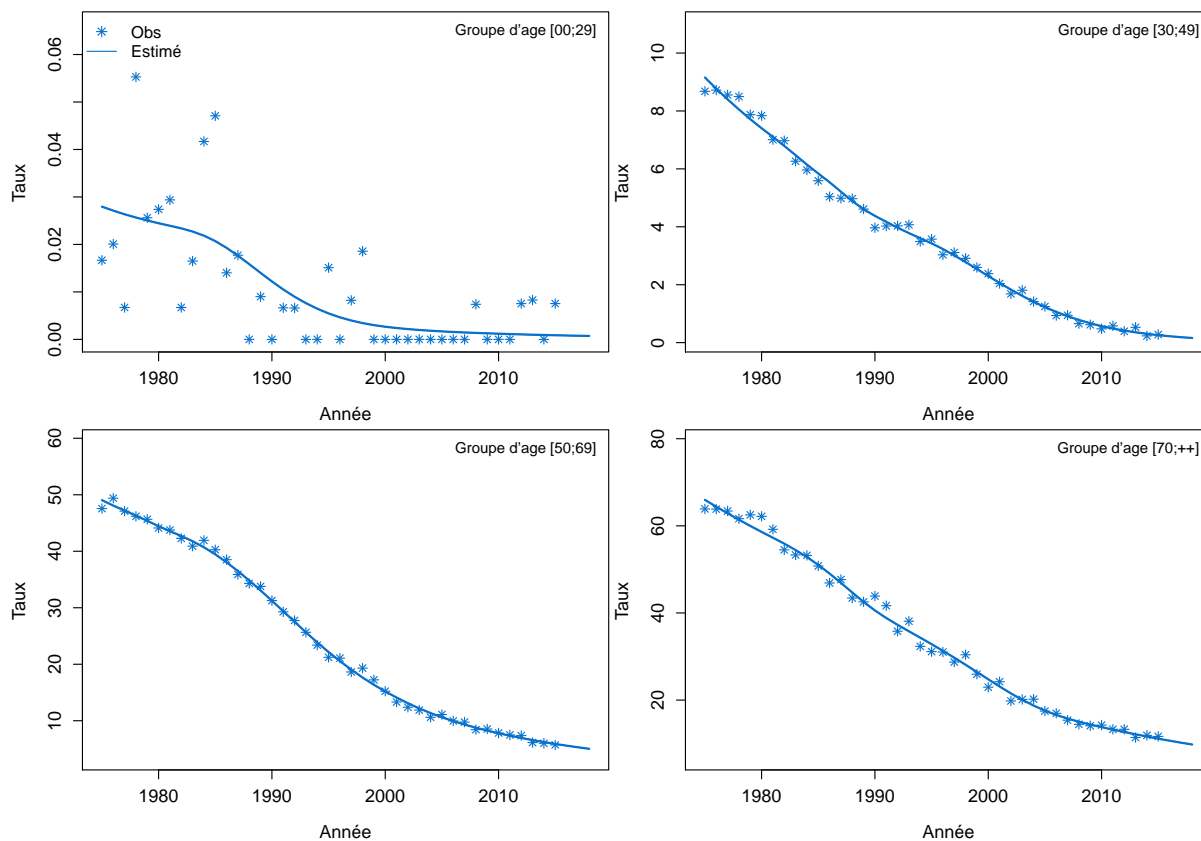 Groupe d'age [00;29]
Obs
Estimé
Taux
0.00
0.02
0.04
0.06
1980
1990
2000
2010
Année
Groupe d'age [30;49]
Taux
0
2
4
6
8
10
1980
1990
2000
2010
Année
Groupe d'age [50;69]
Taux
10
20
30
40
50
60
1980
1990
2000
2010
Année
Groupe d'age [70;++]
Taux
20
40
60
80
1980
1990
2000
2010
Année